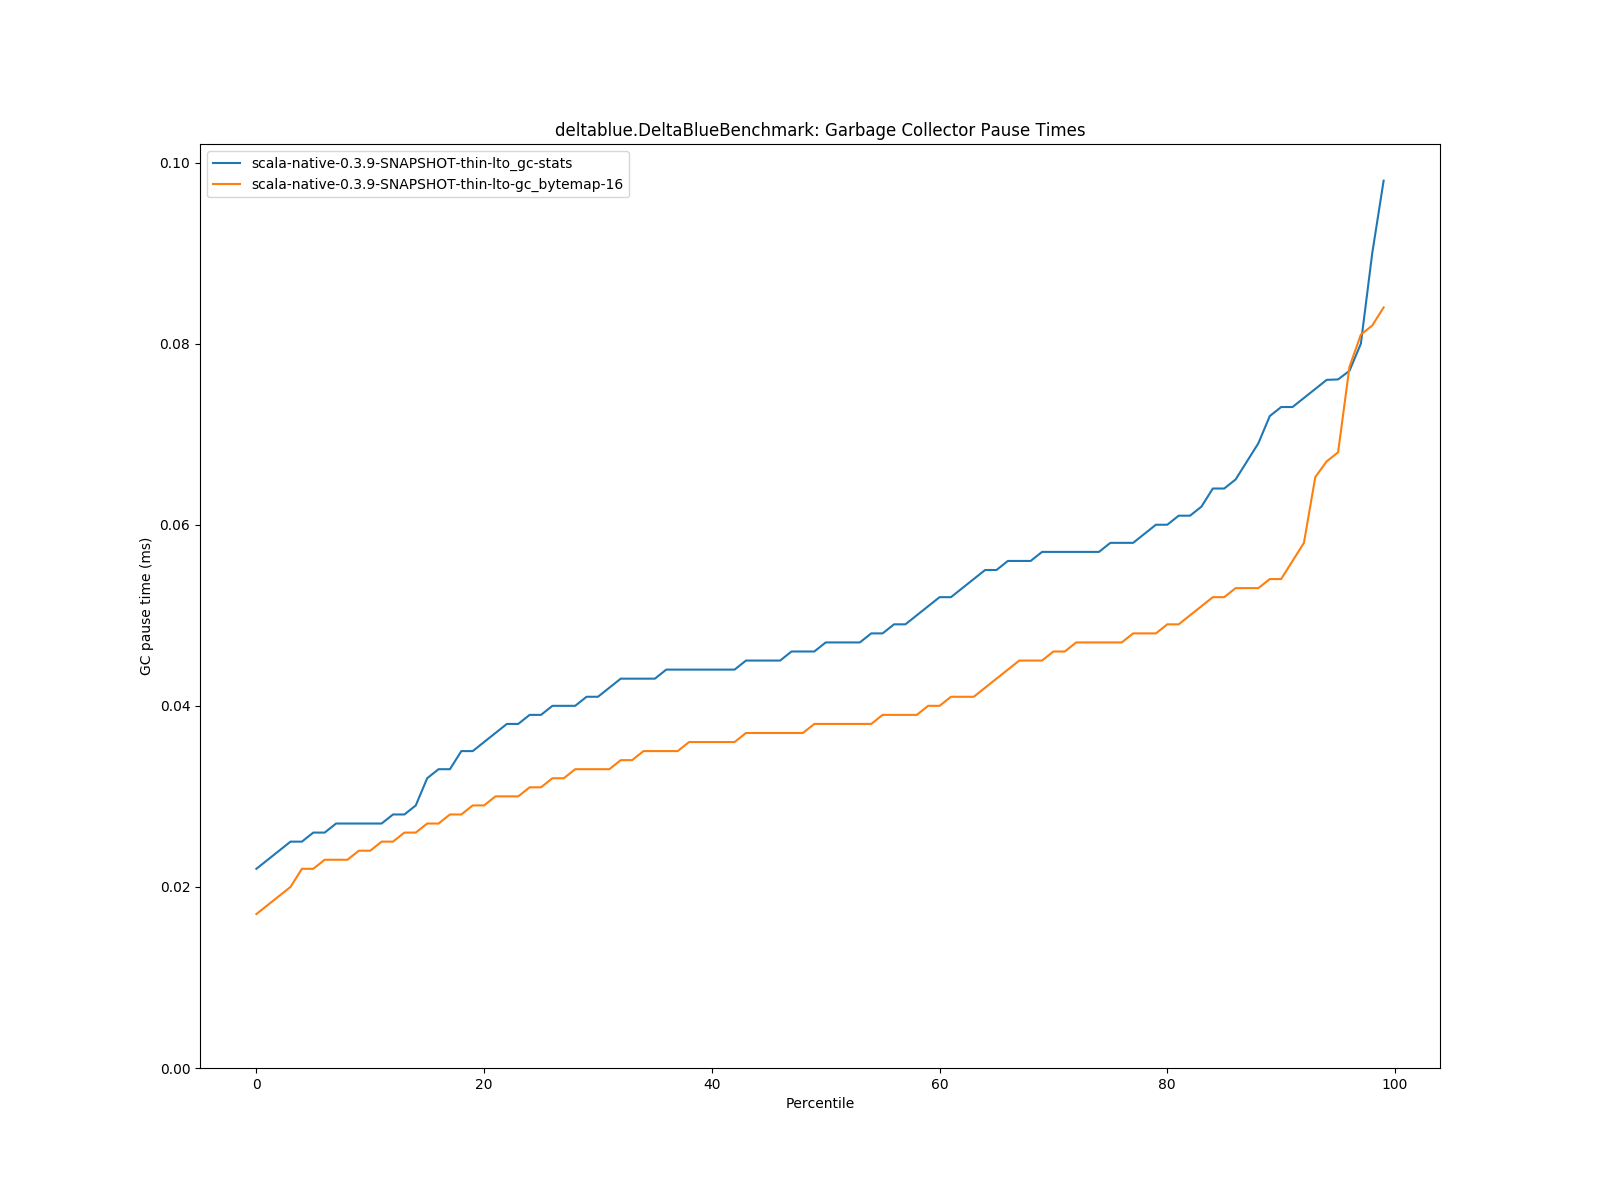 deltablue.DeltaBlueBenchmark: Garbage Collector Pause Times
scala-native-0.3.9-SNAPSHOT-thin-lto_gc-stats
scala-native-0.3.9-SNAPSHOT-thin-lto-gc_bytemap-16
0.10
0.08
0.06
0.04
0.02
0.00
GC pause time (ms)
0 20 40 60 80 100
Percentile